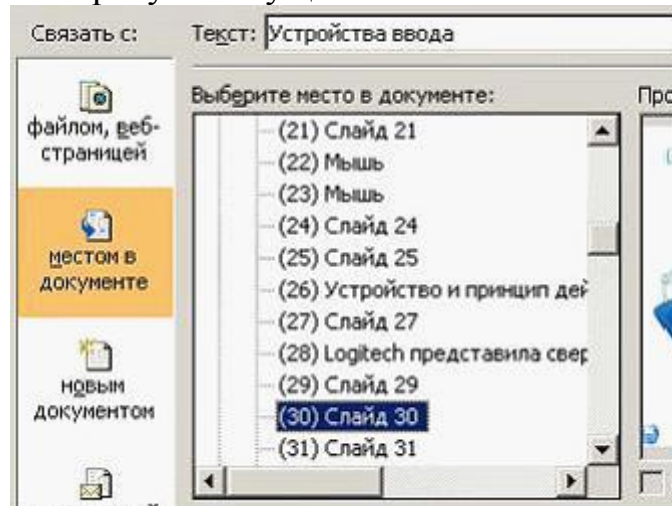 Связать с:
Текст: Устройства ввода
Выберите место в документе:
файлом, веб-
страницей
местом в
документе
новым
документом
(21) Слайд 21
(22) Мышь
(23) Мышь
(24) Слайд 24
(25) Слайд 25
(26) Устройство и принцип дей
(27) Слайд 27
(28) Logitech представила свер
(29) Слайд 29
(30) Слайд 30
(31) Слайд 31
Про